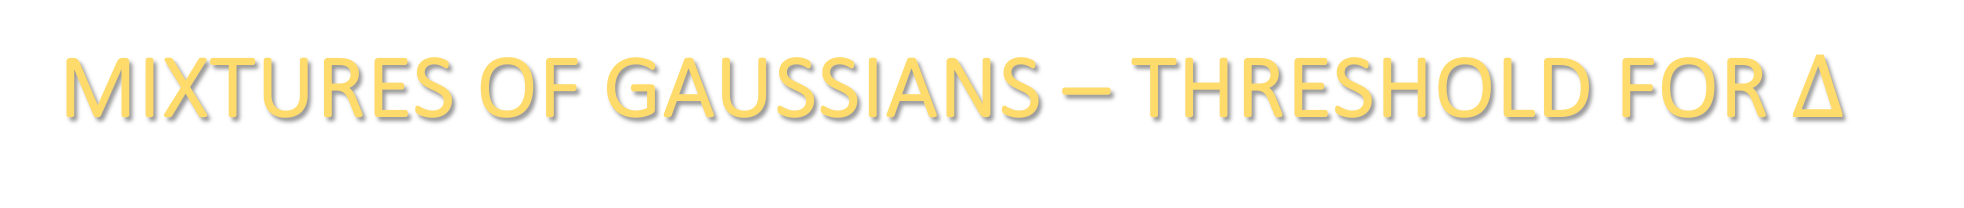 MIXTURES OF GAUSSIANS – THRESHOLD FOR Δ